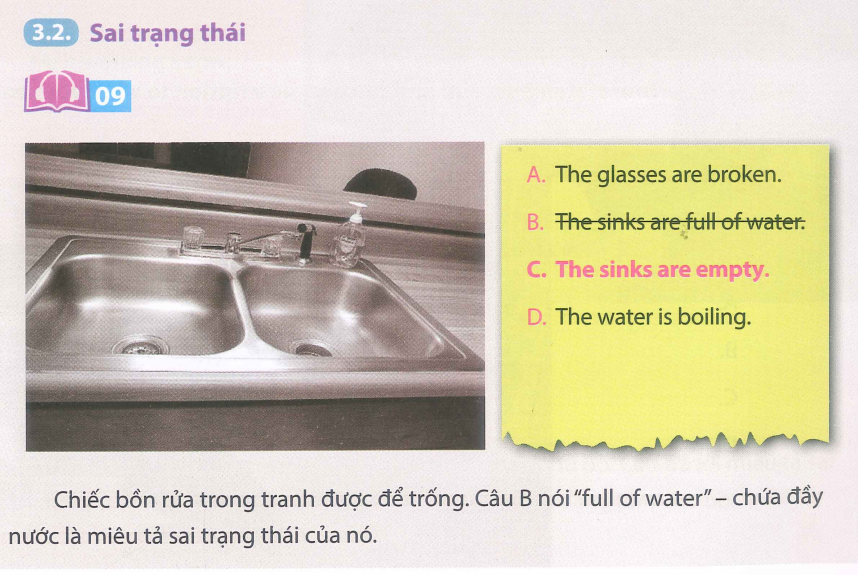 3.2. Sai trạng thái
09
A. The glasses are broken.
B. The sinks are full of water.
C. The sinks are empty.
D. The water is boiling.
Chiếc bồn rửa trong tranh được để trống. Câu B nói “full of water” – chứa đầy
nước là miêu tả sai trạng thái của nó.